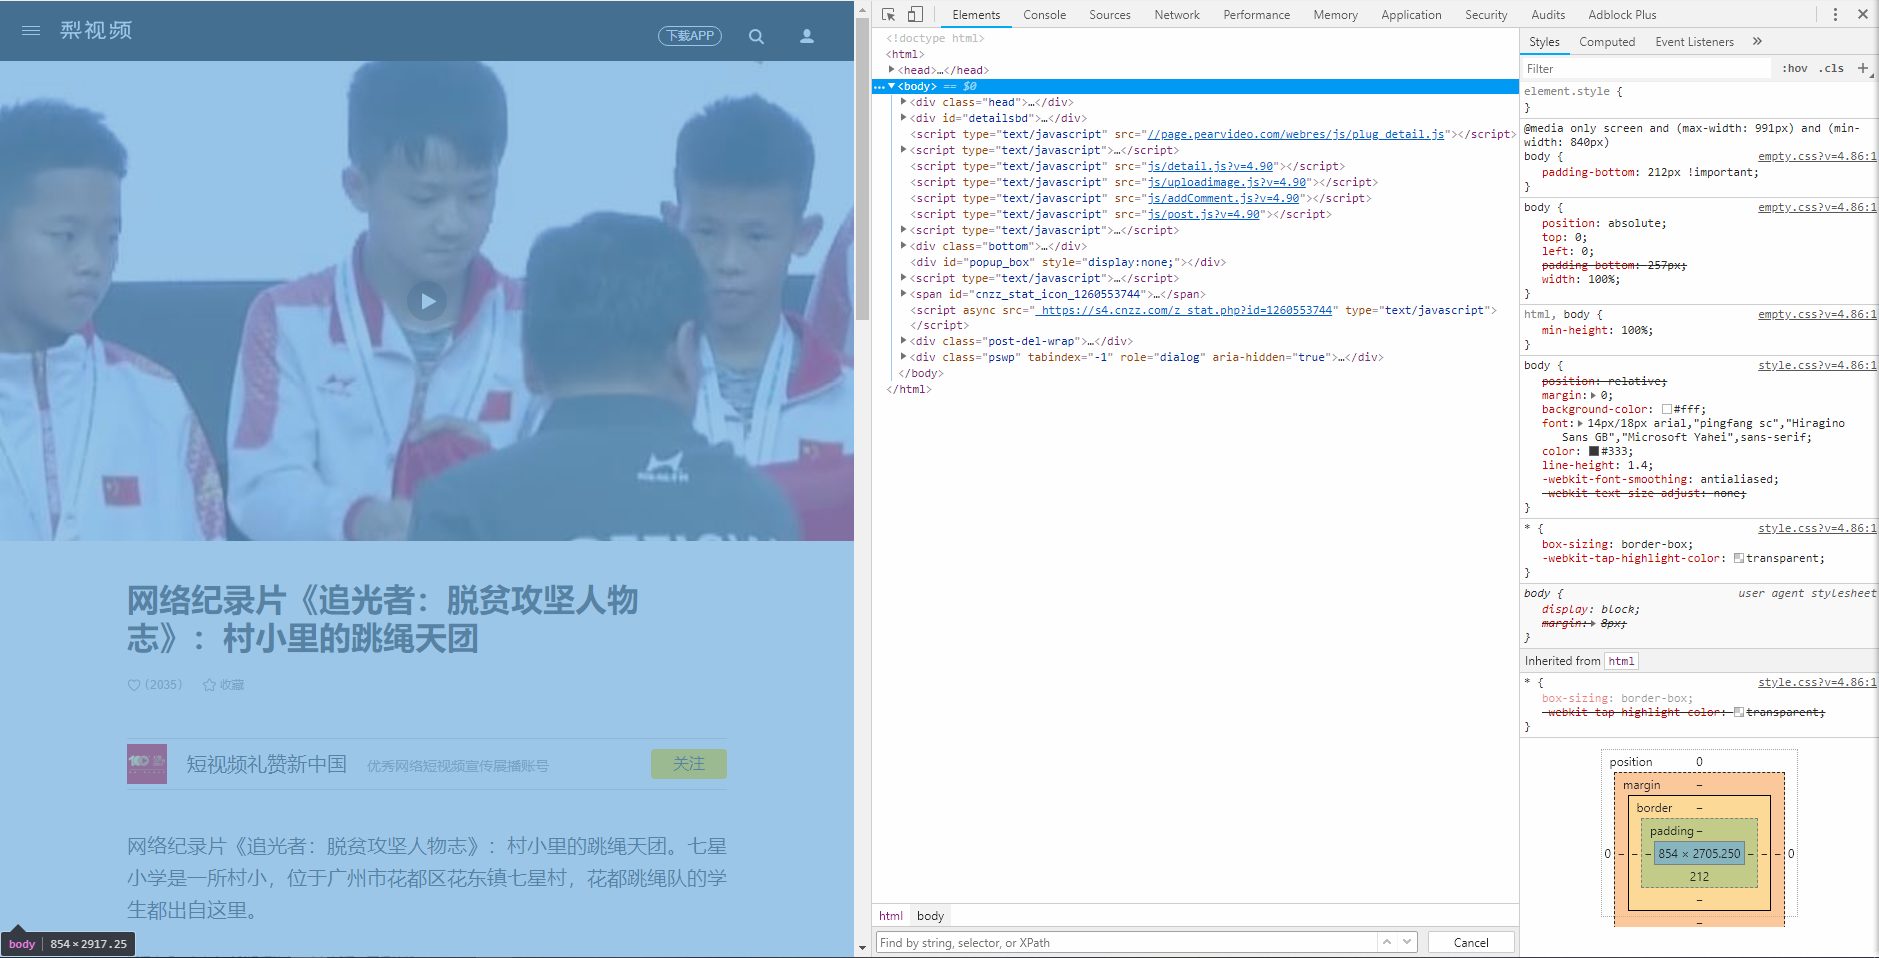 梨视频
下载APP
网络纪录片《追光者：脱贫攻坚人物
志》：村小里的跳绳天团
(2035) 收藏
短视频礼赞新中国 优秀网络短视频宣传展播账号 关注
网络纪录片《追光者：脱贫攻坚人物志》：村小里的跳绳天团。七星
小学是一所村小，位于广州市花都区花东镇七星村，花都跳绳队的学
生都出自这里。
body 854×2917.25
Elements Console Sources Network Performance Memory Application Security Audits Adblock Plus
<!doctype html>
<html>
<head>…</head>
<body> == $0
<div class="head">…</div>
<div id="detailsbd">…</div>
<script type="text/javascript" src="//page.pearvideo.com/webres/js/plug_detail.js"></script>
<script type="text/javascript">…</script>
<script type="text/javascript" src="js/detail.js?v=4.90"></script>
<script type="text/javascript" src="js/uploadimage.js?v=4.90"></script>
<script type="text/javascript" src="js/addComment.js?v=4.90"></script>
<script type="text/javascript" src="js/post.js?v=4.90"></script>
<script type="text/javascript">…</script>
<div class="bottom">…</div>
<div id="popup_box" style="display:none;"></div>
<script type="text/javascript">…</script>
<span id="cnzz_stat_icon_1260553744">…</span>
<script async src=" https://s4.cnzz.com/z_stat.php?id=1260553744" type="text/javascript">
</script>
<div class="post-del-wrap">…</div>
<div class="pswp" tabindex="-1" role="dialog" aria-hidden="true">…</div>
</body>
</html>
html body
Find by string, selector, or XPath Cancel
Styles Computed Event Listeners »
Filter :hov .cls +
element.style {
}
@media only screen and (max-width: 991px) and (min-
width: 840px)
body { empty.css?v=4.86:1
padding-bottom: 212px !important;
}
body { empty.css?v=4.86:1
position: absolute;
top: 0;
left: 0;
padding-bottom: 257px;
width: 100%;
}
html, body { empty.css?v=4.86:1
min-height: 100%;
}
body { style.css?v=4.86:1
position: relative;
margin: 0;
background-color: #fff;
font: 14px/18px arial,"pingfang sc","Hiragino
Sans GB","Microsoft Yahei",sans-serif;
color: #333;
line-height: 1.4;
-webkit-font-smoothing: antialiased;
-webkit-text-size-adjust: none;
}
* { style.css?v=4.86:1
box-sizing: border-box;
-webkit-tap-highlight-color: transparent;
}
body { user agent stylesheet
display: block;
margin: 8px;
}
Inherited from html
* { style.css?v=4.86:1
box-sizing: border-box;
-webkit-tap-highlight-color: transparent;
}
position 0
margin –
border –
padding –
0 – – – 854 × 2705.250 – – – 0
212
–
–